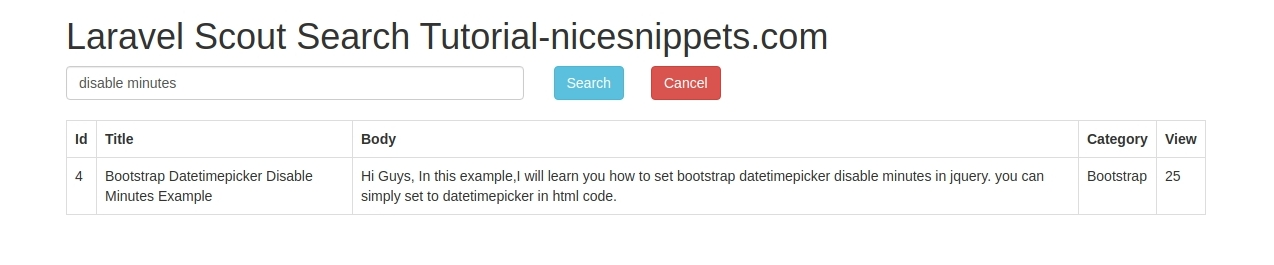 Laravel Scout Search Tutorial-nicesnippets.com
disable minutes Search Cancel
Id Title Body Category View
4 Bootstrap Datetimepicker Disable Hi Guys, In this example,I will learn you how to set bootstrap datetimepicker disable minutes in jquery. you can Bootstrap 25
Minutes Example simply set to datetimepicker in html code.